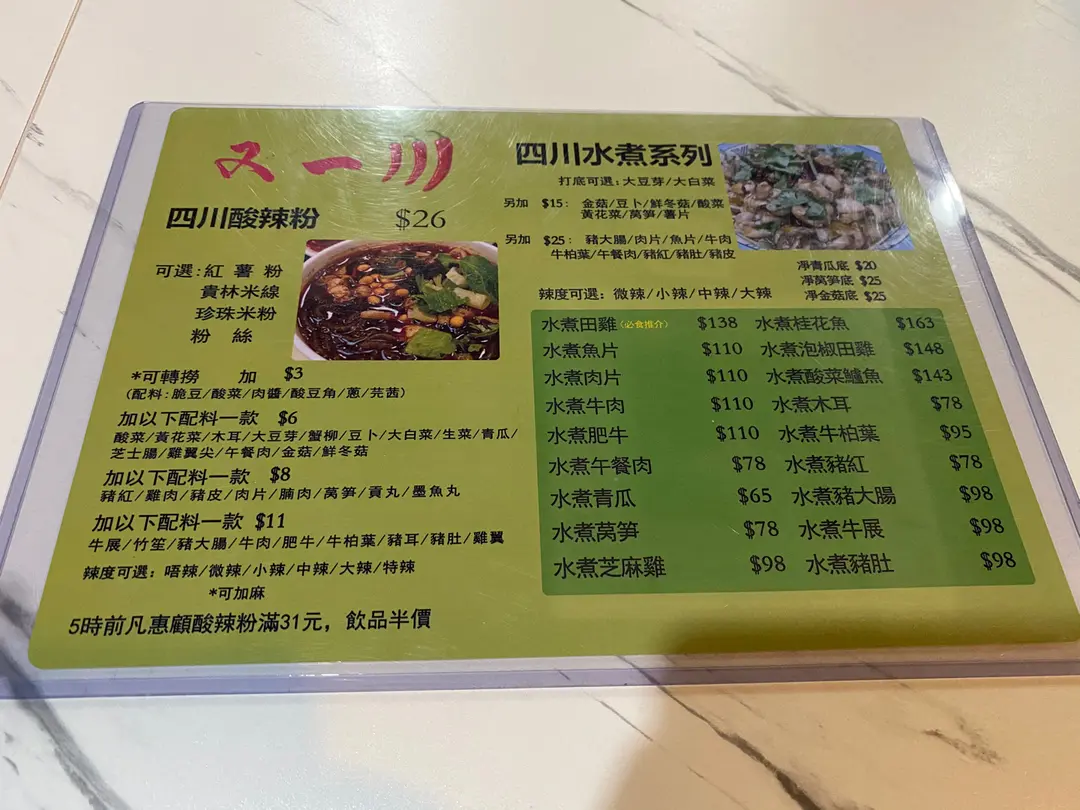 又一川
四川酸辣粉 $26
可選:紅薯粉
貴林米線
珍珠米粉
粉絲
*可轉撈 加 $3
(配料:脆豆/酸菜/肉醬/酸豆角/蔥/芫茜)
加以下配料一款 $6
酸菜/黃花菜/木耳/大豆芽/蟹柳/豆卜/大白菜/生菜/青瓜/
芝士腸/雞翼尖/午餐肉/金菇/鮮冬菇
加以下配料一款 $8
豬紅/雞肉/豬皮/肉片/腩肉/萵笋/貢丸/墨魚丸
加以下配料一款 $11
牛展/竹笙/豬大腸/牛肉/肥牛/牛柏葉/豬耳/豬肚/雞翼
辣度可選：唔辣/微辣/小辣/中辣/大辣/特辣
*可加麻
5時前凡惠顧酸辣粉滿31元，飲品半價
四川水煮系列
打底可選：大豆芽/大白菜
另加 $15： 金菇/豆卜/鮮冬菇/酸菜
黃花菜/萵笋/薯片
另加 $25： 豬大腸/肉片/魚片/牛肉
牛柏葉/午餐肉/豬紅/豬肚/豬皮
凈青瓜底 $20
凈萵笋底 $25
凈金菇底 $25
辣度可選：微辣/小辣/中辣/大辣
水煮田雞(必食推介) $138 水煮桂花魚 $163
水煮魚片 $110 水煮泡椒田雞 $148
水煮肉片 $110 水煮酸菜鱸魚 $143
水煮牛肉 $110 水煮木耳 $78
水煮肥牛 $110 水煮牛柏葉 $95
水煮午餐肉 $78 水煮豬紅 $78
水煮青瓜 $65 水煮豬大腸 $98
水煮萵笋 $78 水煮牛展 $98
水煮芝麻雞 $98 水煮豬肚 $98